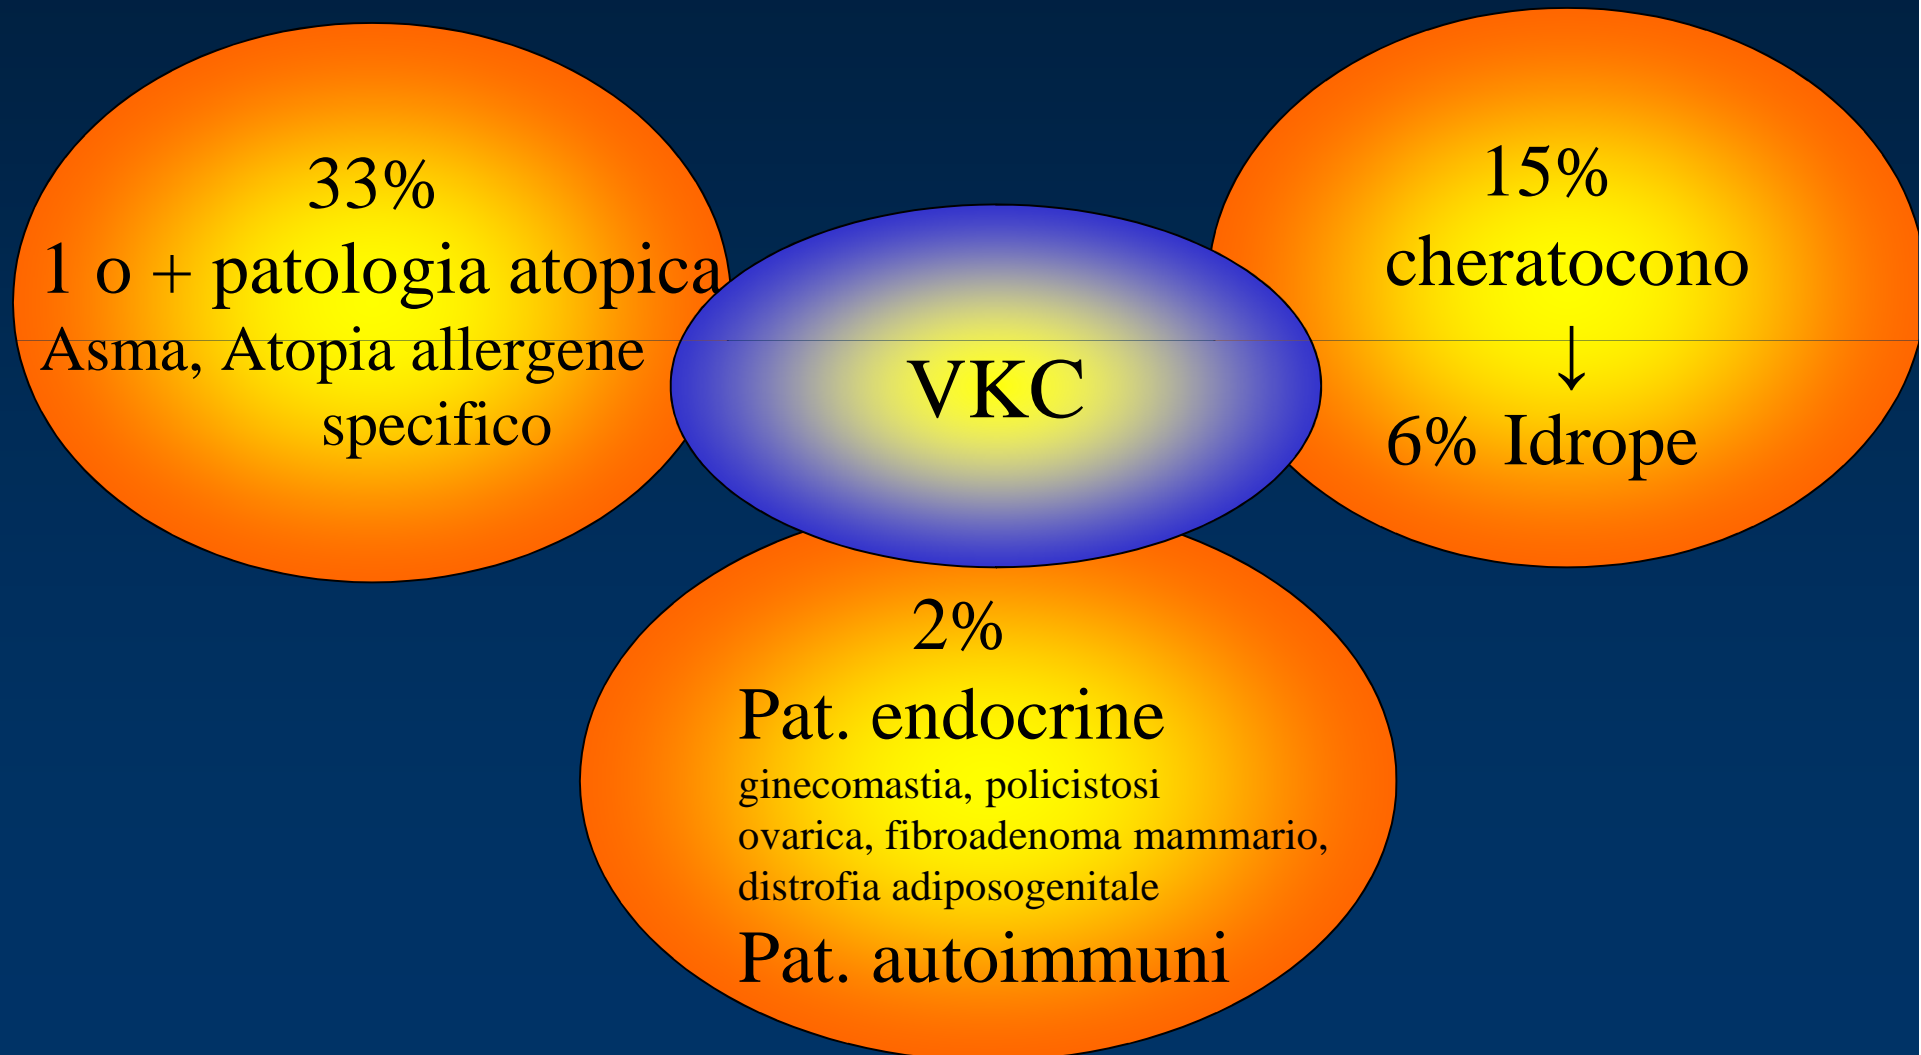 33%
1 o + patologia atopica
Asma, Atopia allergene
specifico
VKC
15%
cheratocono
↓
6% Idrope
2%
Pat. endocrine
ginecomastia, policistosi
ovarica, fibroadenoma mammario,
distrofia adiposogenitale
Pat. autoimmuni